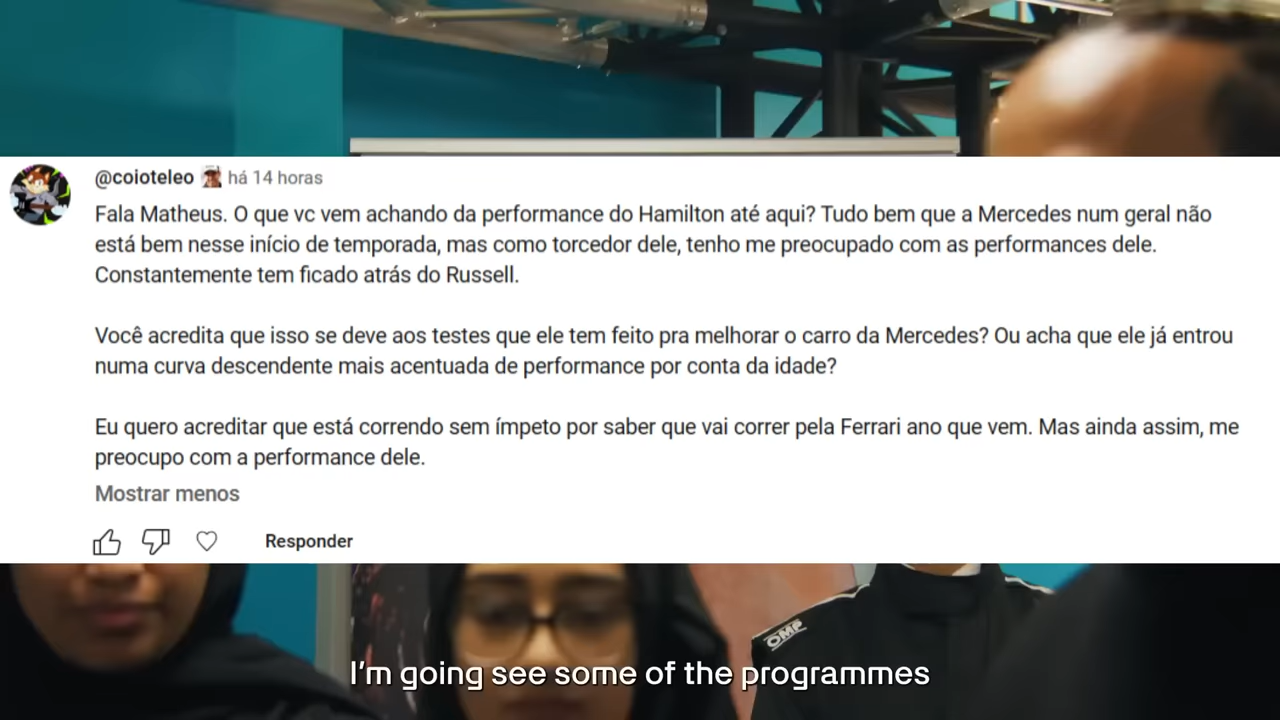 @coioteleo há 14 horas
Fala Matheus. O que vc vem achando da performance do Hamilton até aqui? Tudo bem que a Mercedes num geral não
está bem nesse início de temporada, mas como torcedor dele, tenho me preocupado com as performances dele.
Constantemente tem ficado atrás do Russell.
Você acredita que isso se deve aos testes que ele tem feito pra melhorar o carro da Mercedes? Ou acha que ele já entrou
numa curva descendente mais acentuada de performance por conta da idade?
Eu quero acreditar que está correndo sem ímpeto por saber que vai correr pela Ferrari ano que vem. Mas ainda assim, me
preocupo com a performance dele.
Mostrar menos
Responder
OMP
I'm going see some of the programmes